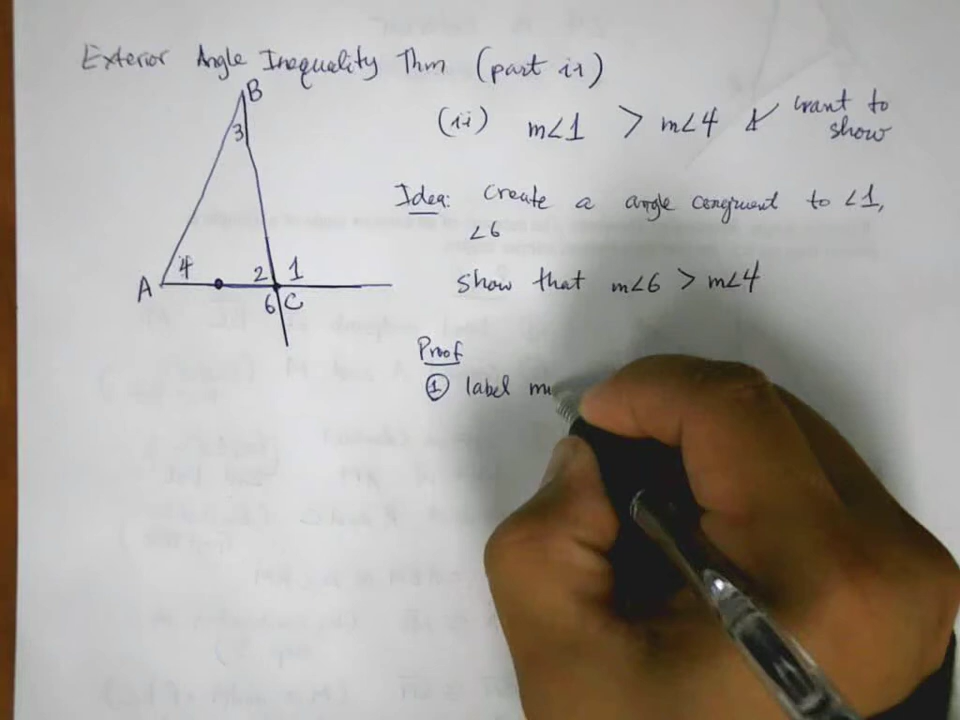 Exterior Angle Inequality Thm (part ii)
B
(ii) m∠1 > m∠4 want to
show
3
Idea: Create a angle congruent to ∠1,
∠6
4 2 1
A 6 C
show that m∠6 > m∠4
Proof
① label